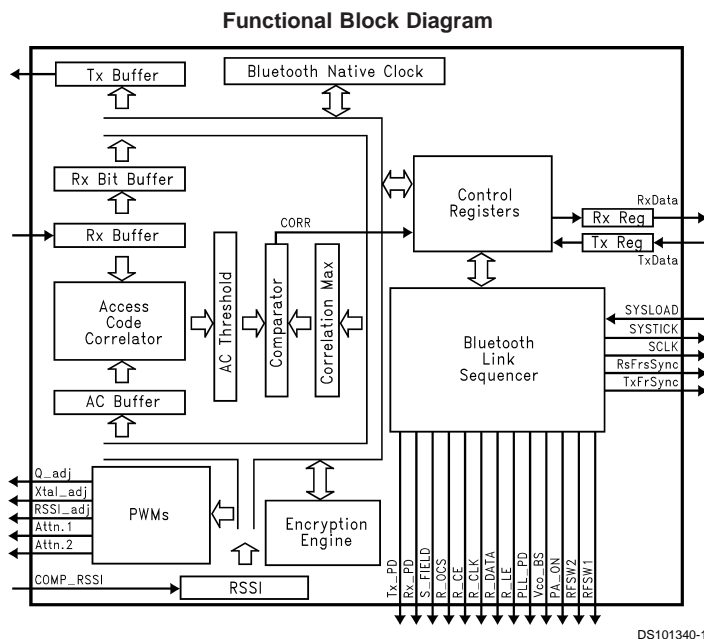 Functional Block Diagram
Tx Buffer
Bluetooth Native Clock
Rx Bit Buffer
Rx Buffer
Access
Code
Correlator
AC Buffer
AC Threshold
Comparator
Correlation Max
CORR
Control
Registers
RxData
Rx Reg
Tx Reg
TxData
Bluetooth
Link
Sequencer
SYSLOAD
SYSTICK
SCLK
RsFrsSync
TxFrSync
Q_adj
Xtal_adj
RSSI_adj
Attn.1
Attn.2
PWMs
Encryption
Engine
COMP_RSSI
RSSI
Tx_PD
Rx_PD
S_FIELD
R_OCS
R_CE
R_CLK
R_DATA
R_LE
PLL_PD
Vco_BS
PA_ON
RFSW2
RFSW1
DS101340-1